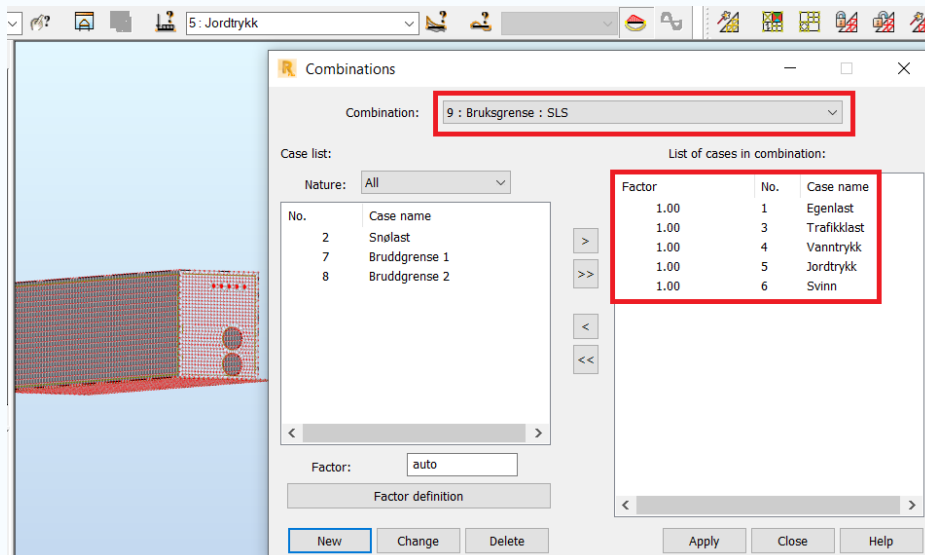 5 : Jordtrykk
Combinations
Combination: 9 : Bruksgrense : SLS
Case list: List of cases in combination:
Nature: All
No. Case name
2 Snølast
7 Bruddgrense 1
8 Bruddgrense 2
>
>>
<
<<
Factor No. Case name
1.00 1 Egenlast
1.00 3 Trafikklast
1.00 4 Vanntrykk
1.00 5 Jordtrykk
1.00 6 Svinn
Factor: auto
Factor definition
New Change Delete Apply Close Help